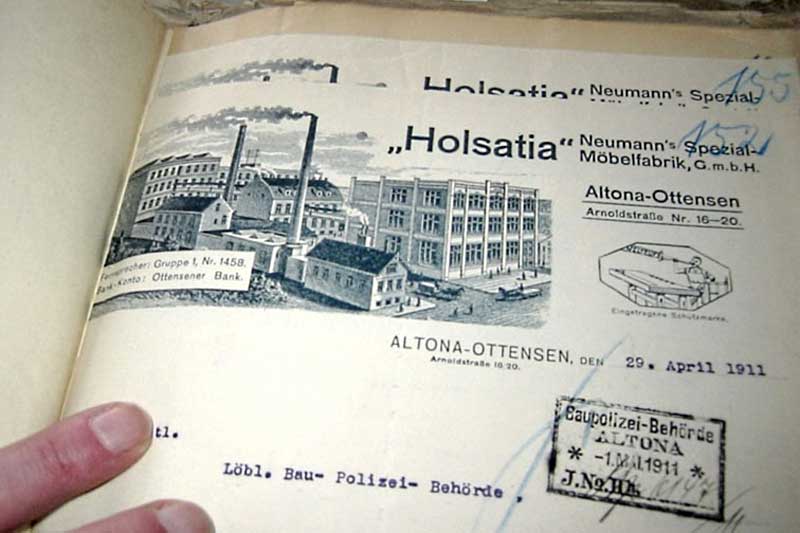 155
„Holsatia“ Neumann's Spezial-
152
„Holsatia“ Neumann's Spezial-
Möbelfabrik, G.m.b.H.
Altona-Ottensen
Arnoldstraße Nr. 16–20.
Fernsprecher: Gruppe I, Nr. 1458.
Bank-Konto: Ottensener Bank.
Eingetragene Schutzmarke.
ALTONA-OTTENSEN, DEN 29. April 1911
Arnoldstraße 16/20.
tl.
Löbl. Bau- Polizei- Behörde,
Baupolizei-Behörde
ALTONA
* -1.MAI.1911 *
J.No.III.